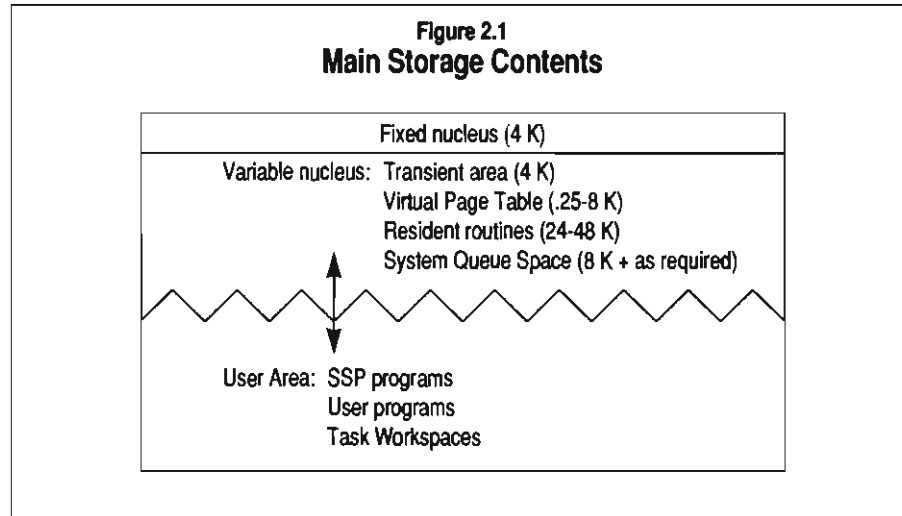 Figure 2.1
Main Storage Contents
Fixed nucleus (4 K)
Variable nucleus: Transient area (4 K)
Virtual Page Table (.25-8 K)
Resident routines (24-48 K)
System Queue Space (8 K + as required)
User Area: SSP programs
User programs
Task Workspaces